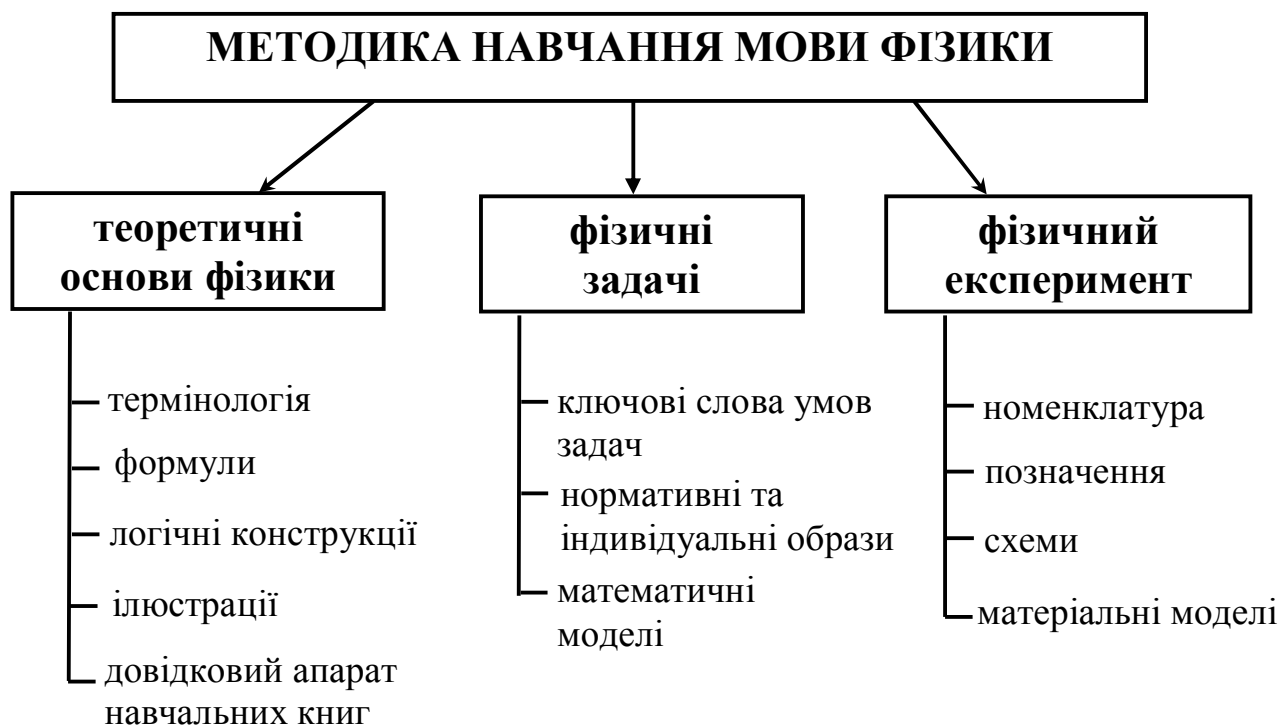 МЕТОДИКА НАВЧАННЯ МОВИ ФІЗИКИ
теоретичні
основи фізики
термінологія
формули
логічні конструкції
ілюстрації
довідковий апарат
навчальних книг
фізичні
задачі
ключові слова умов
задач
нормативні та
індивідуальні образи
математичні
моделі
фізичний
експеримент
номенклатура
позначення
схеми
матеріальні моделі